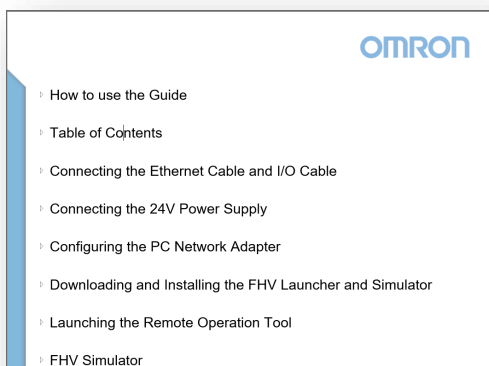 OMRON
How to use the Guide
Table of Contents
Connecting the Ethernet Cable and I/O Cable
Connecting the 24V Power Supply
Configuring the PC Network Adapter
Downloading and Installing the FHV Launcher and Simulator
Launching the Remote Operation Tool
FHV Simulator